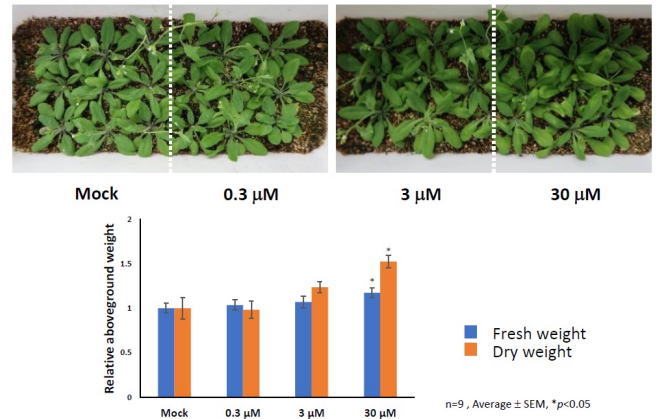 Mock
0.3 μM
3 μM
30 μM
Relative aboveground weight
2
1.5
1
0.5
0
*
*
Mock
0.3 μM
3 μM
30 μM
Fresh weight
Dry weight
n=9 , Average ± SEM, *p<0.05